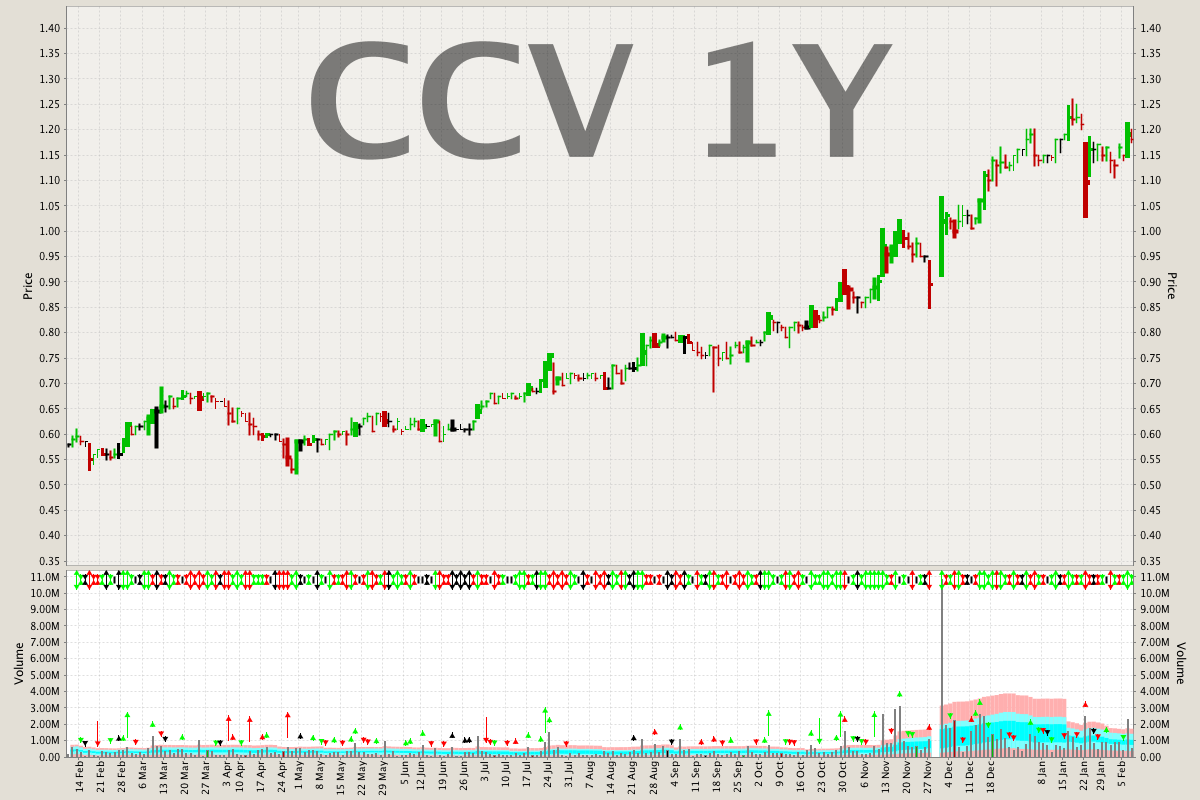 CCV 1Y
1.40 1.40
1.35 1.35
1.30 1.30
1.25 1.25
1.20 1.20
1.15 1.15
1.10 1.10
1.05 1.05
1.00 1.00
0.95 0.95
0.90 0.90
0.85 0.85
0.80 0.80
0.75 0.75
0.70 0.70
0.65 0.65
0.60 0.60
0.55 0.55
0.50 0.50
0.45 0.45
0.40 0.40
0.35 0.35
Price Price
11.0M 11.0M
10.0M 10.0M
9.00M 9.00M
8.00M 8.00M
7.00M 7.00M
6.00M 6.00M
5.00M 5.00M
4.00M 4.00M
3.00M 3.00M
2.00M 2.00M
1.00M 1.00M
0.00 0.00
Volume Volume
14 Feb 21 Feb 28 Feb 6 Mar 13 Mar 20 Mar 27 Mar 3 Apr 10 Apr 17 Apr 24 Apr 1 May 8 May 15 May 22 May 29 May 5 Jun 12 Jun 19 Jun 26 Jun 3 Jul 10 Jul 17 Jul 24 Jul 31 Jul 7 Aug 14 Aug 21 Aug 28 Aug 4 Sep 11 Sep 18 Sep 25 Sep 2 Oct 9 Oct 16 Oct 23 Oct 30 Oct 6 Nov 13 Nov 20 Nov 27 Nov 4 Dec 11 Dec 18 Dec 8 Jan 15 Jan 22 Jan 29 Jan 5 Feb